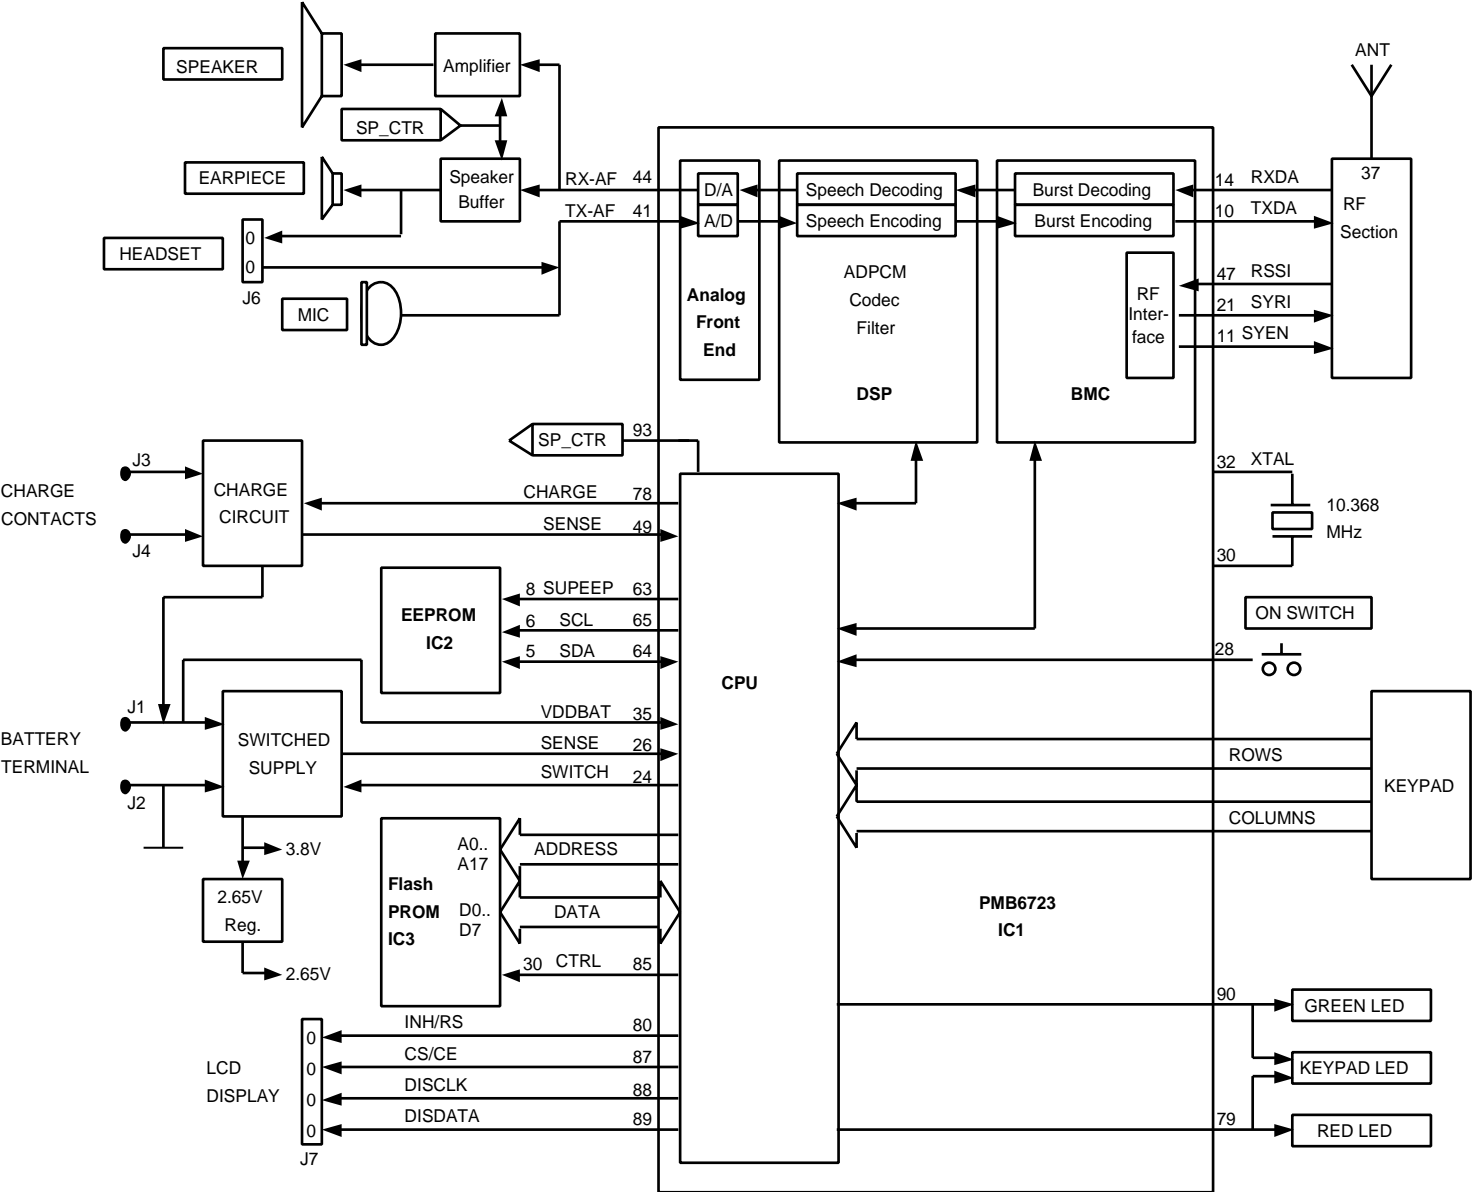 ANT
SPEAKER
Amplifier
SP_CTR
EARPIECE
Speaker
Buffer
RX-AF 44
TX-AF 41
D/A
A/D
Speech Decoding
Speech Encoding
Burst Decoding
Burst Encoding
14 RXDA
10 TXDA
37
RF
Section
HEADSET
0
0
J6
MIC
Analog
Front
End
ADPCM
Codec
Filter
DSP
RF
Inter-
face
BMC
47 RSSI
21 SYRI
11 SYEN
SP_CTR
93
J3
CHARGE
CONTACTS
J4
CHARGE
CIRCUIT
CHARGE 78
SENSE 49
32 XTAL
10.368
MHz
30
EEPROM
IC2
8 SUPEEP 63
6 SCL 65
5 SDA 64
ON SWITCH
28
CPU
J1
BATTERY
TERMINAL
J2
SWITCHED
SUPPLY
VDDBAT 35
SENSE 26
SWITCH 24
ROWS
COLUMNS
KEYPAD
3.8V
2.65V
Reg.
2.65V
Flash
PROM
IC3
A0..
A17
D0..
D7
ADDRESS
DATA
30 CTRL 85
PMB6723
IC1
LCD
DISPLAY
0
0
0
0
J7
INH/RS 80
CS/CE 87
DISCLK 88
DISDATA 89
90
GREEN LED
KEYPAD LED
79
RED LED